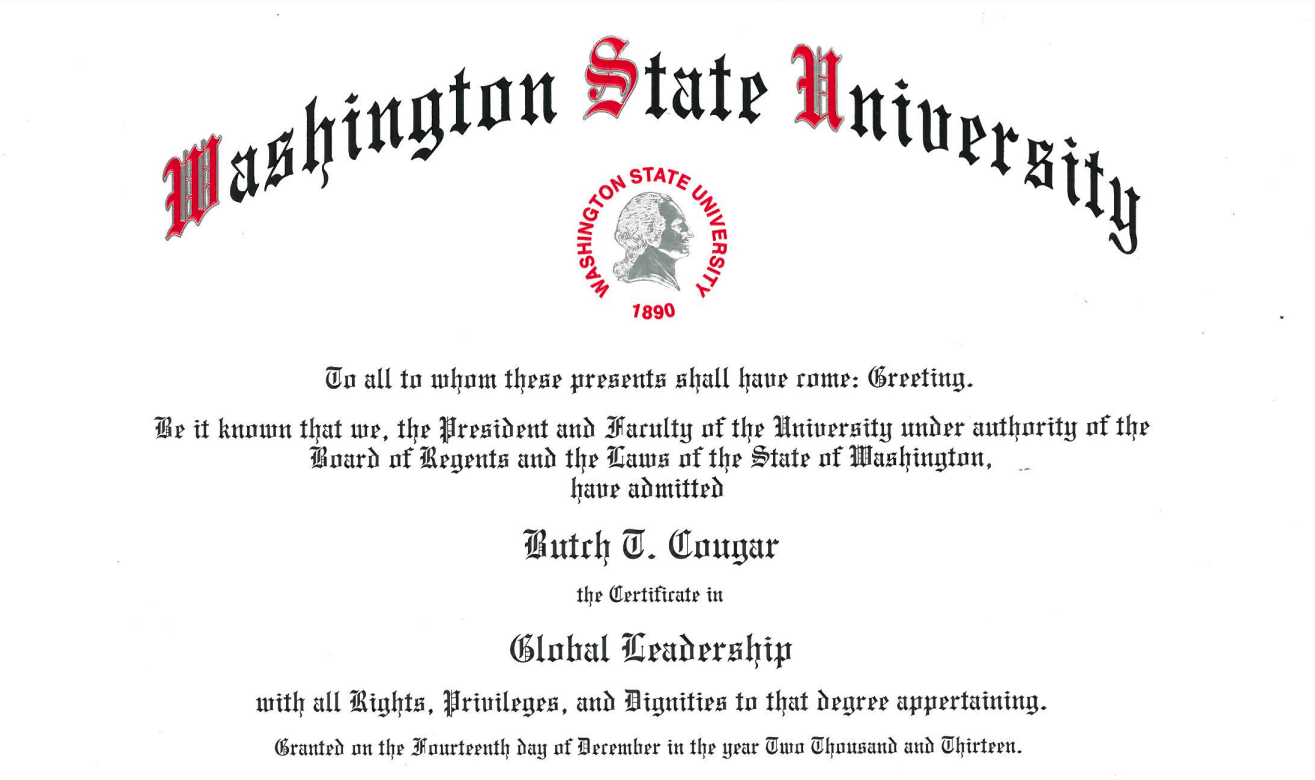 Washington State University
WASHINGTON STATE UNIVERSITY
1890
To all to whom these presents shall have come: Greeting.
Be it known that we, the President and Faculty of the University under authority of the
Board of Regents and the Laws of the State of Washington,
have admitted
Butch T. Cougar
the Certificate in
Global Leadership
with all Rights, Privileges, and Dignities to that degree appertaining.
Granted on the Fourteenth day of December in the year Two Thousand and Thirteen.